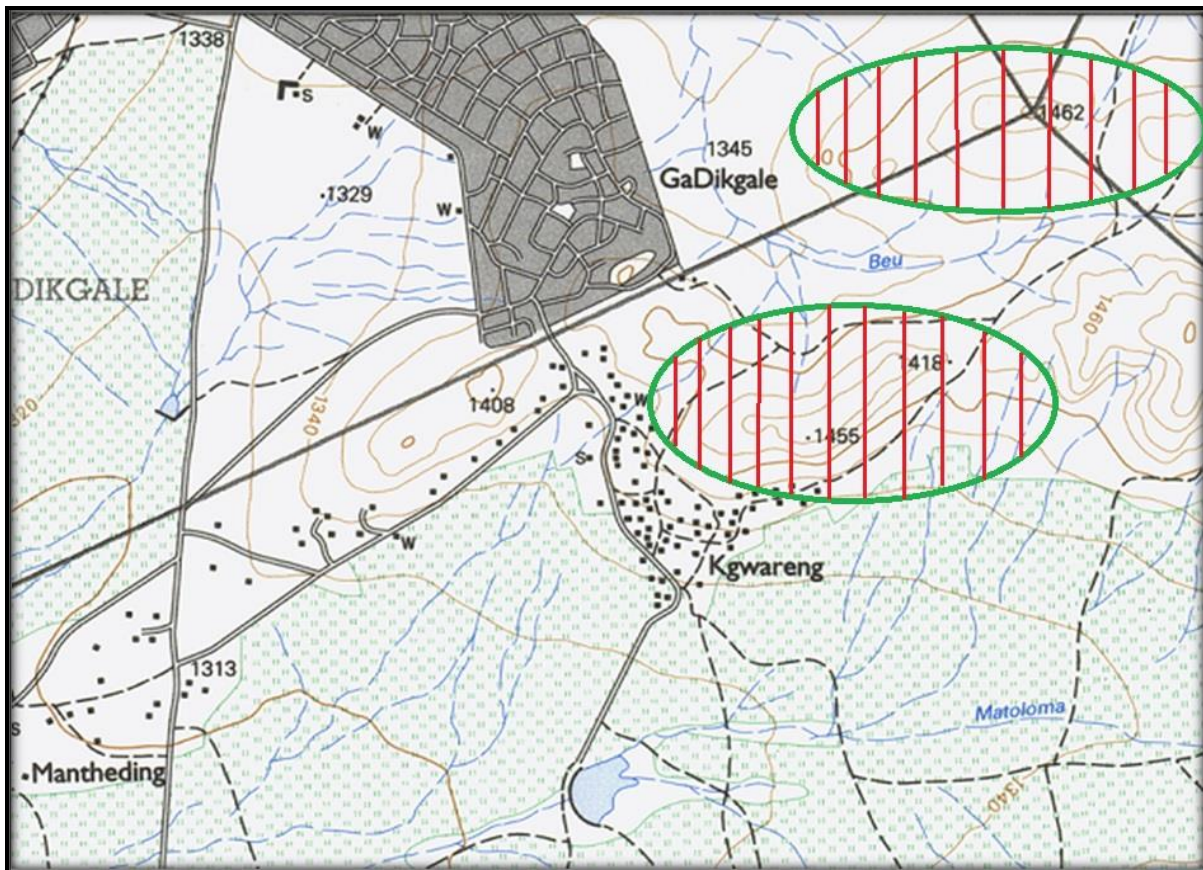 1338
S
W
1462
1345
GaDikgale
1329
W
Beu
DIKGALE
1460
1418
1340
1408
W
1455
S
W
Kgwareng
1313
Matoloma
S
Mantheding
1340